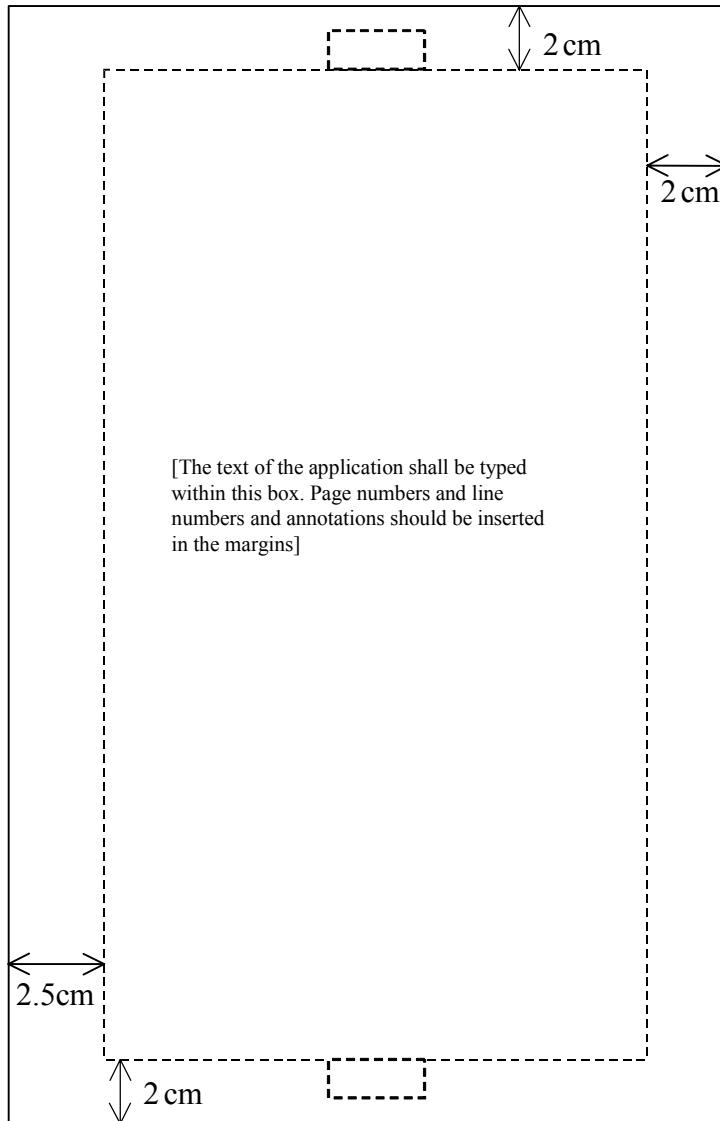 2 cm
2 cm
[The text of the application shall be typed
within this box. Page numbers and line
numbers and annotations should be inserted
in the margins]
2.5cm
2 cm